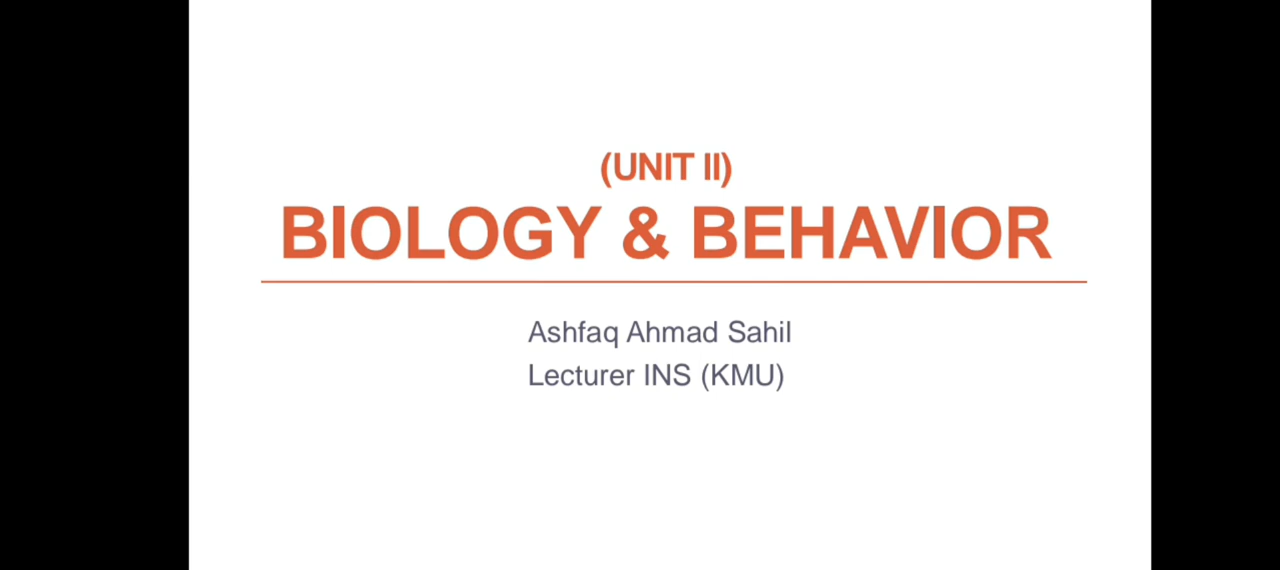 (UNIT II)
BIOLOGY & BEHAVIOR
Ashfaq Ahmad Sahil
Lecturer INS (KMU)